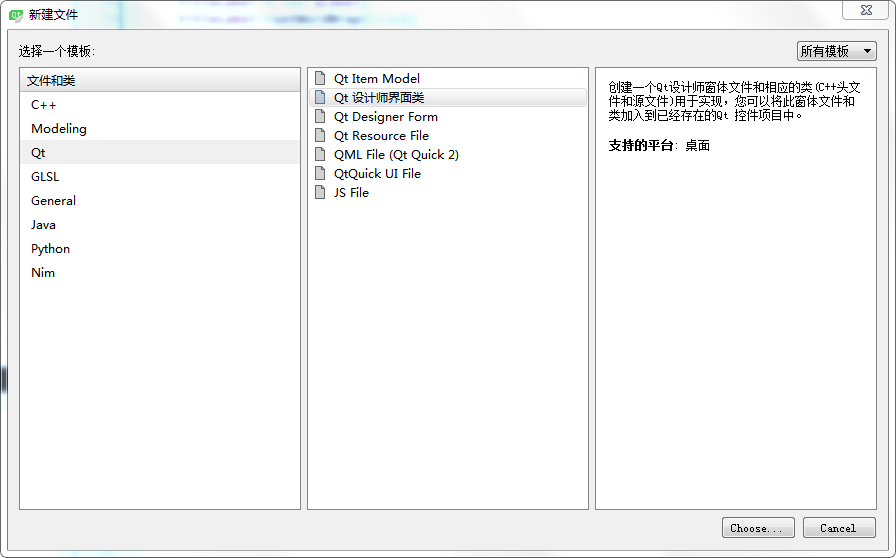 新建文件
选择一个模板:
所有模板
文件和类
C++
Modeling
Qt
GLSL
General
Java
Python
Nim
Qt Item Model
Qt 设计师界面类
Qt Designer Form
Qt Resource File
QML File (Qt Quick 2)
QtQuick UI File
JS File
创建一个Qt设计师窗体文件和相应的类(C++头文
件和源文件)用于实现，您可以将此窗体文件和
类加入到已经存在的Qt 控件项目中。
支持的平台: 桌面
Choose...
Cancel